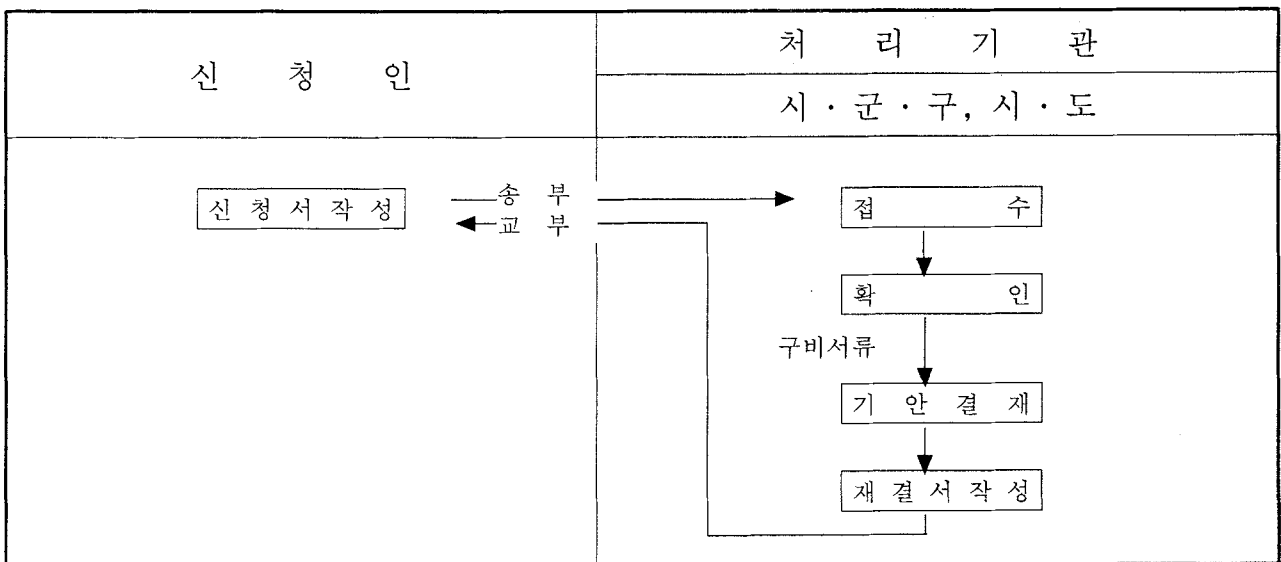 신 청 인
처 리 기 관
시 · 군 · 구, 시 · 도
신 청 서 작 성
송 부
교 부
접 수
확 인
구비서류
기 안 결 재
재 결 서 작 성